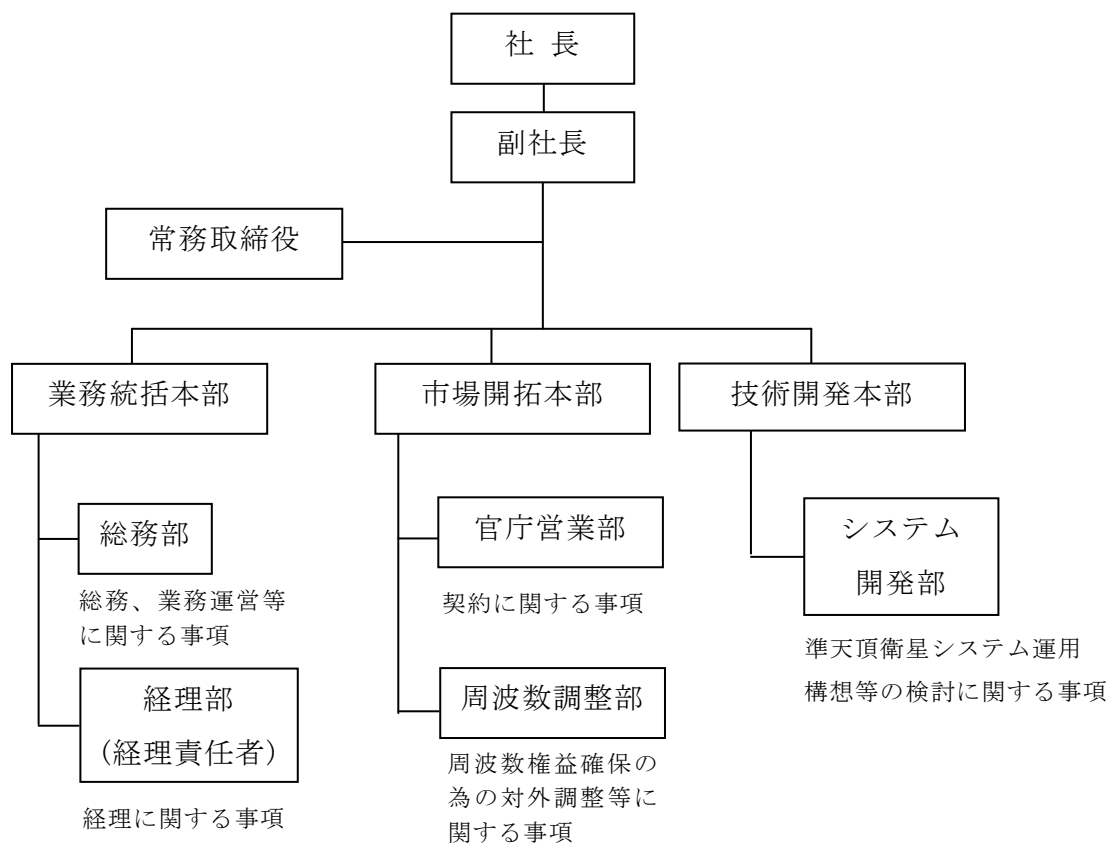 社 長
副社長
常務取締役
業務統括本部
市場開拓本部
技術開発本部
総務部
総務、業務運営等
に関する事項
経理部
(経理責任者)
経理に関する事項
官庁営業部
契約に関する事項
周波数調整部
周波数権益確保の
為の対外調整等に
関する事項
システム
開発部
準天頂衛星システム運用
構想等の検討に関する事項